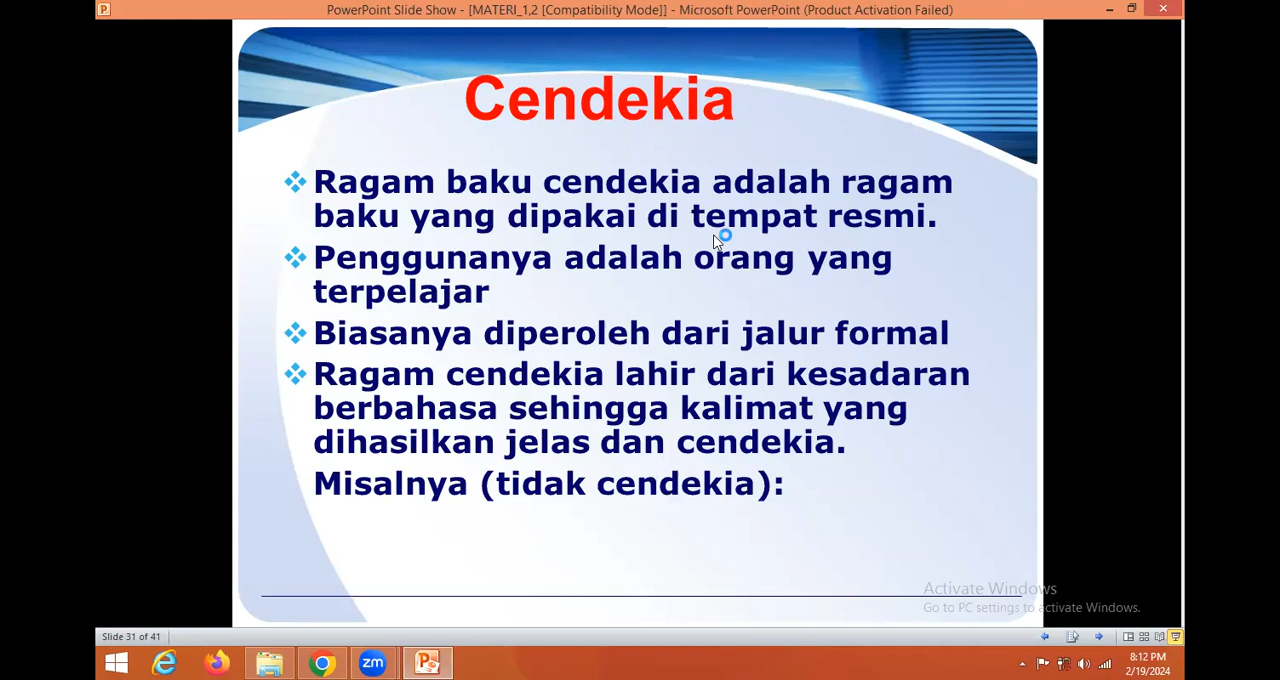 PowerPoint Slide Show - [MATERI_1,2 [Compatibility Mode]] - Microsoft PowerPoint (Product Activation Failed)
Cendekia
Ragam baku cendekia adalah ragam
baku yang dipakai di tempat resmi.
Penggunanya adalah orang yang
terpelajar
Biasanya diperoleh dari jalur formal
Ragam cendekia lahir dari kesadaran
berbahasa sehingga kalimat yang
dihasilkan jelas dan cendekia.
Misalnya (tidak cendekia):
Activate Windows
Go to PC settings to activate Windows.
Slide 31 of 41
zm
8:12 PM
2/19/2024